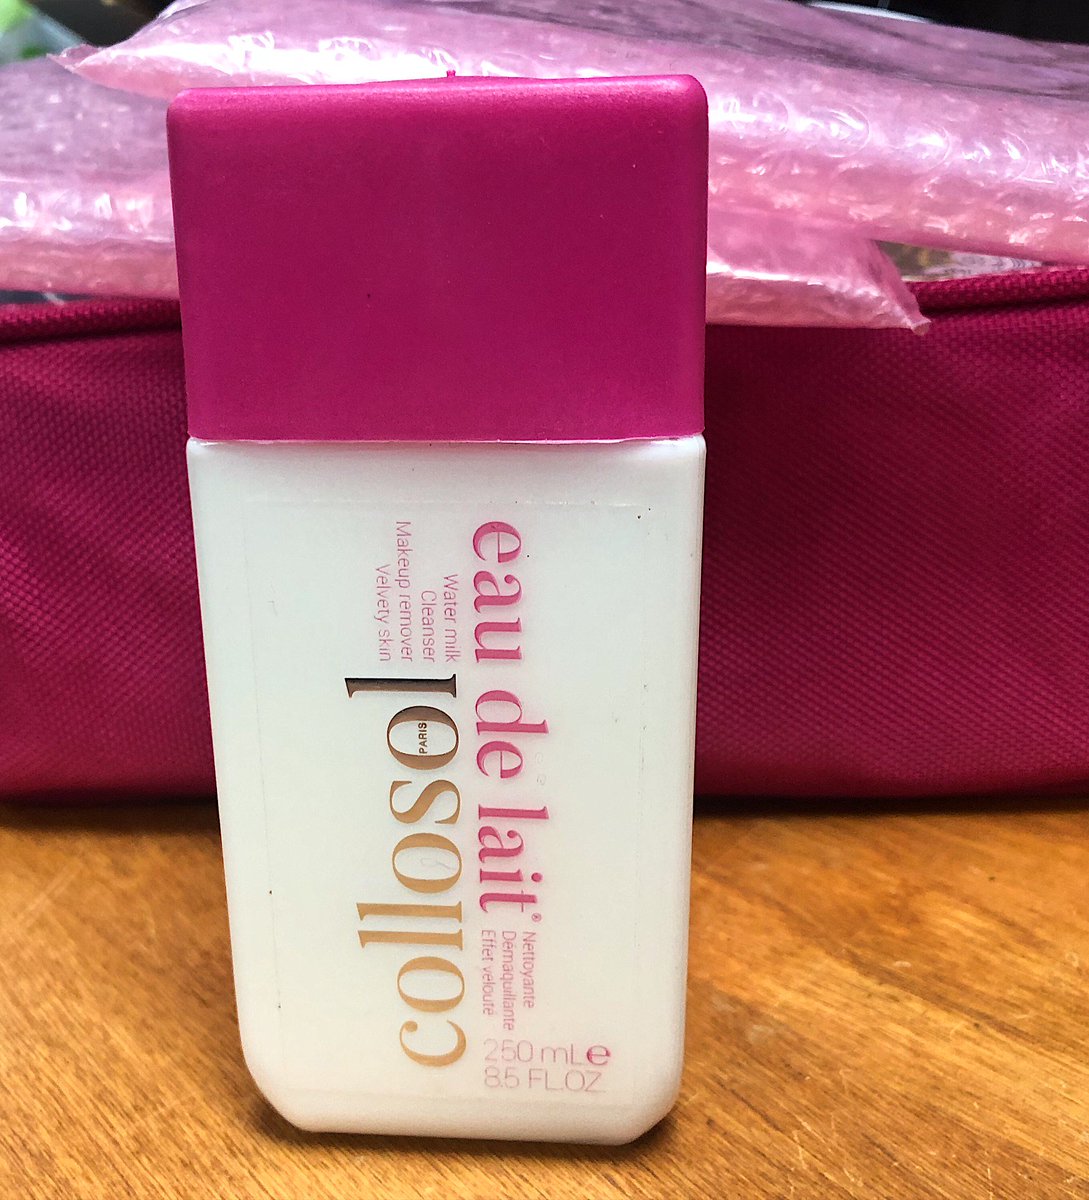 eau de lait®
Water milk
Cleanser
Makeup remover
Velvety skin
collosol
PARIS
Nettoyante
Démaquillante
Effet velouté
250 mL e
8.5 FL.OZ